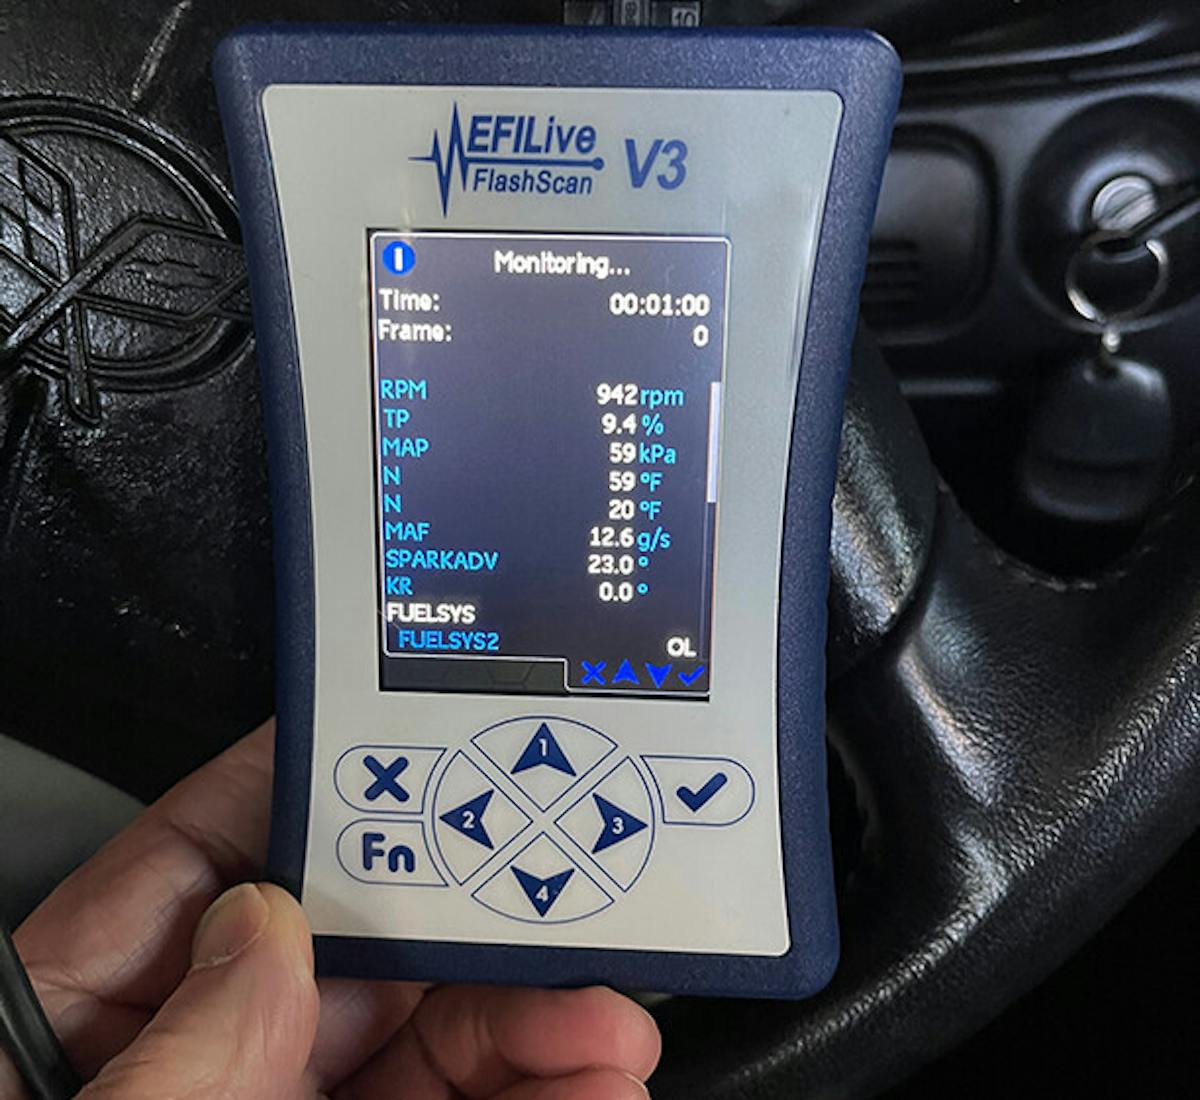 10
EFILive
FlashScan V3
Monitoring...
Time: 00:01:00
Frame: 0
RPM 942 rpm
TP 9.4 %
MAP 59 kPa
N 59 °F
N 20 °F
MAF 12.6 g/s
SPARKADV 23.0 °
KR 0.0 °
FUELSYS
FUELSYS2 OL
1
2 3
Fn
4